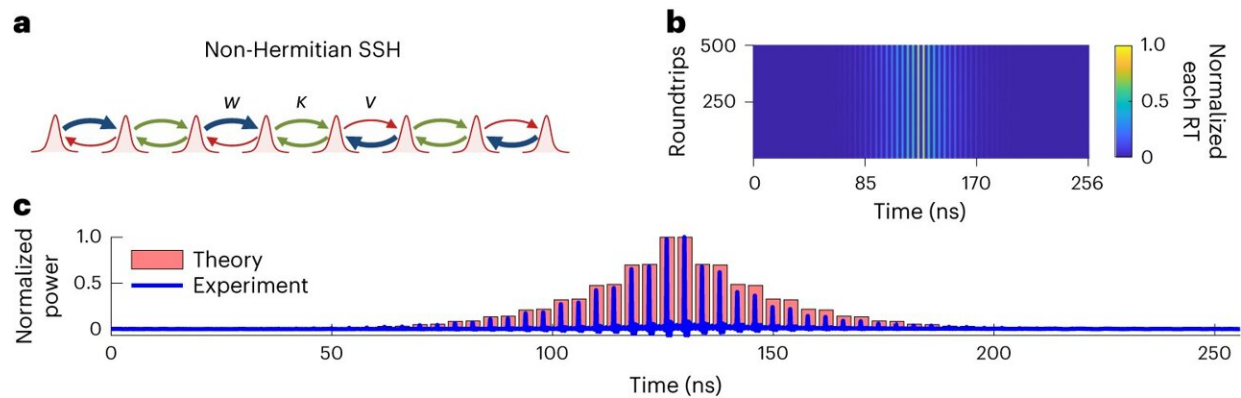 a
Non-Hermitian SSH
W K V
b
500
250
Roundtrips
0 85 170 256
Time (ns)
1.0
0.5
0
Normalized
each RT
c
1.0
0.5
0
Normalized
power
Theory
Experiment
0 50 100 150 200 250
Time (ns)